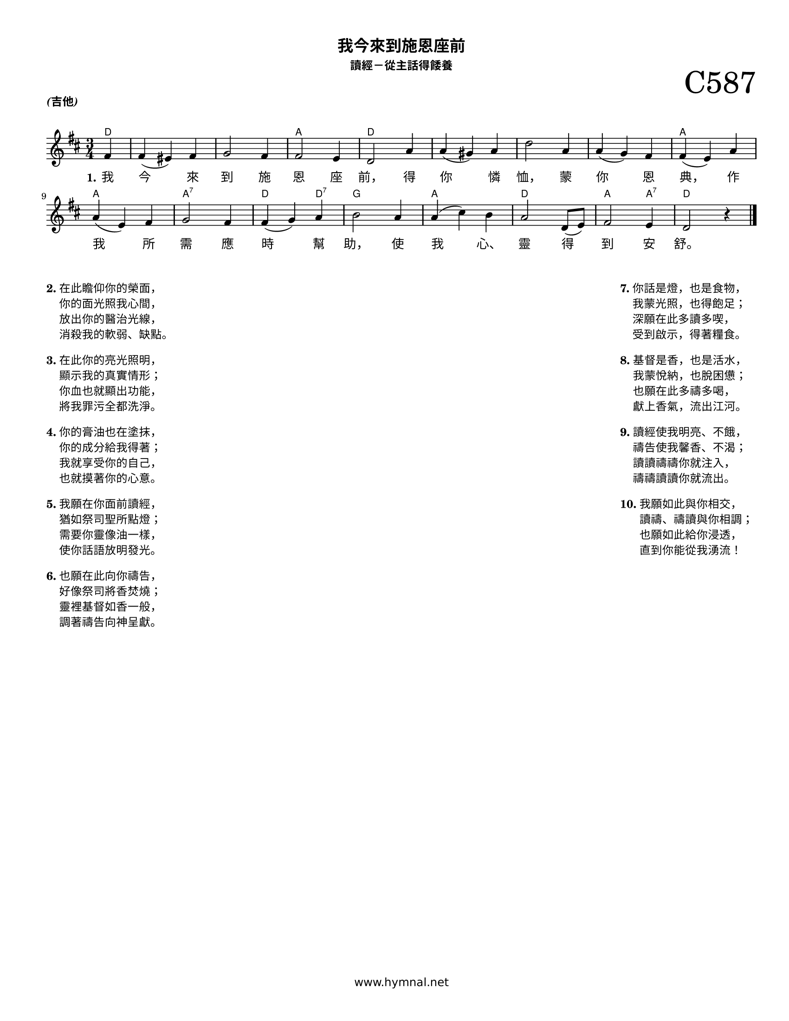 我今來到施恩座前
讀經－從主話得餧養
C587
(吉他)
D A D A
1. 我 今 來 到 施 恩 座 前， 得 你 憐 恤， 蒙 你 恩 典， 作
9
A A7 D D7 G A D A A7 D
我 所 需 應 時 幫 助， 使 我 心、 靈 得 到 安 舒。
2. 在此瞻仰你的榮面，
你的面光照我心間，
放出你的醫治光線，
消殺我的軟弱、缺點。
3. 在此你的亮光照明，
顯示我的真實情形；
你血也就顯出功能，
將我罪污全都洗淨。
4. 你的膏油也在塗抹，
你的成分給我得著；
我就享受你的自己，
也就摸著你的心意。
5. 我願在你面前讀經，
猶如祭司聖所點燈；
需要你靈像油一樣，
使你話語放明發光。
6. 也願在此向你禱告，
好像祭司將香焚燒；
靈裡基督如香一般，
調著禱告向神呈獻。
7. 你話是燈，也是食物，
我蒙光照，也得飽足；
深願在此多讀多喫，
受到啟示，得著糧食。
8. 基督是香，也是活水，
我蒙悅納，也脫困憊；
也願在此多禱多喝，
獻上香氣，流出江河。
9. 讀經使我明亮、不餓，
禱告使我馨香、不渴；
讀讀禱禱你就注入，
禱禱讀讀你就流出。
10. 我願如此與你相交，
讀禱、禱讀與你相調；
也願如此給你浸透，
直到你能從我湧流！
www.hymnal.net